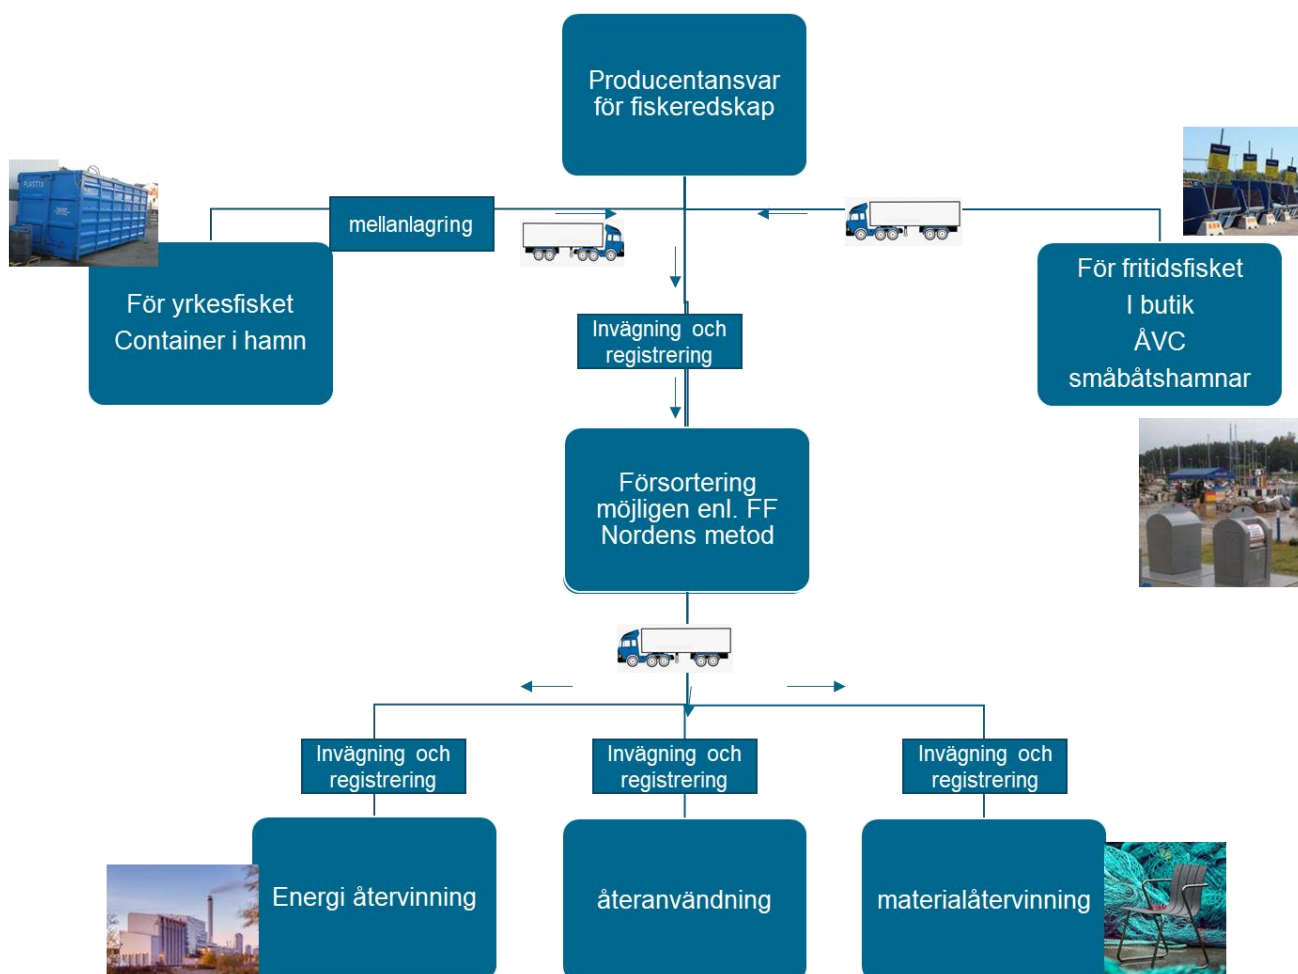 Producentansvar
för fiskeredskap
PLASTIX
mellanlagring
För yrkesfisket
Container i hamn
För fritidsfisket
I butik
ÅVC
småbåtshamnar
Invägning och
registrering
Försortering
möjligen enl. FF
Nordens metod
Invägning och
registrering
Invägning och
registrering
Invägning och
registrering
Energi återvinning
återanvändning
materialåtervinning